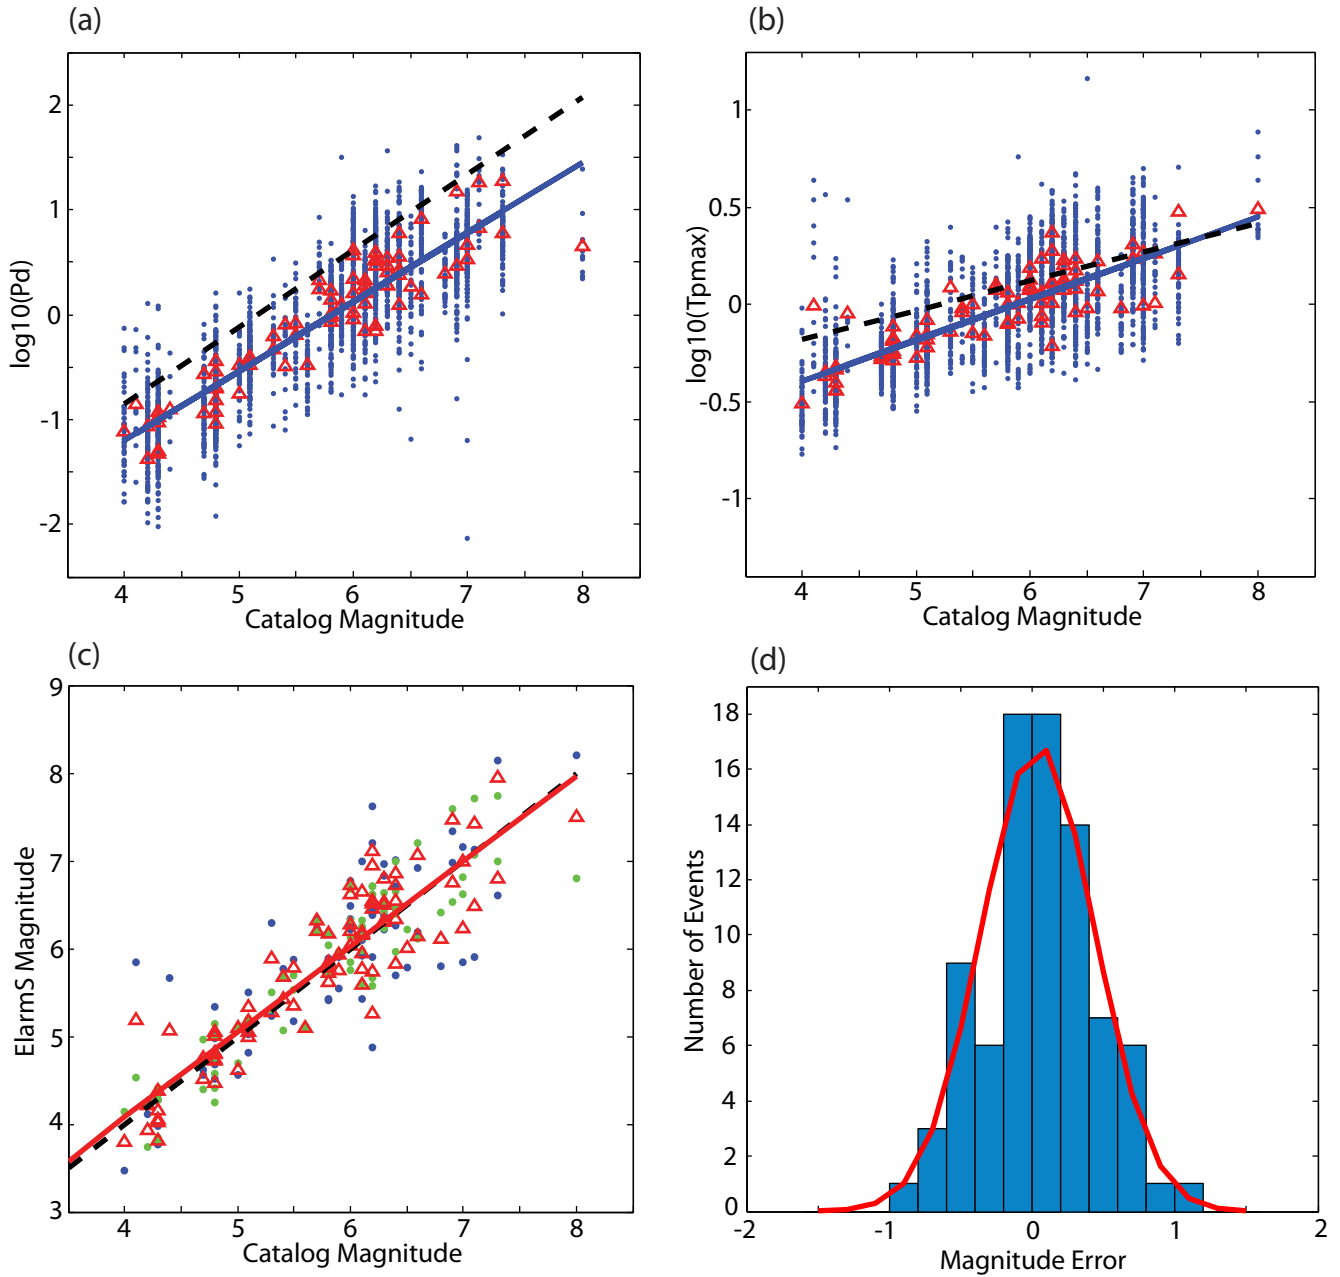 (a)
log10(Pd)
2
1
0
-1
-2
4 5 6 7 8
Catalog Magnitude
(b)
log10(Tpmax)
1
0.5
0
-0.5
-1
4 5 6 7 8
Catalog Magnitude
(c)
ElarmS Magnitude
9
8
7
6
5
4
3
4 5 6 7 8
Catalog Magnitude
(d)
Number of Events
18
16
14
12
10
8
6
4
2
0
-2 -1 0 1 2
Magnitude Error